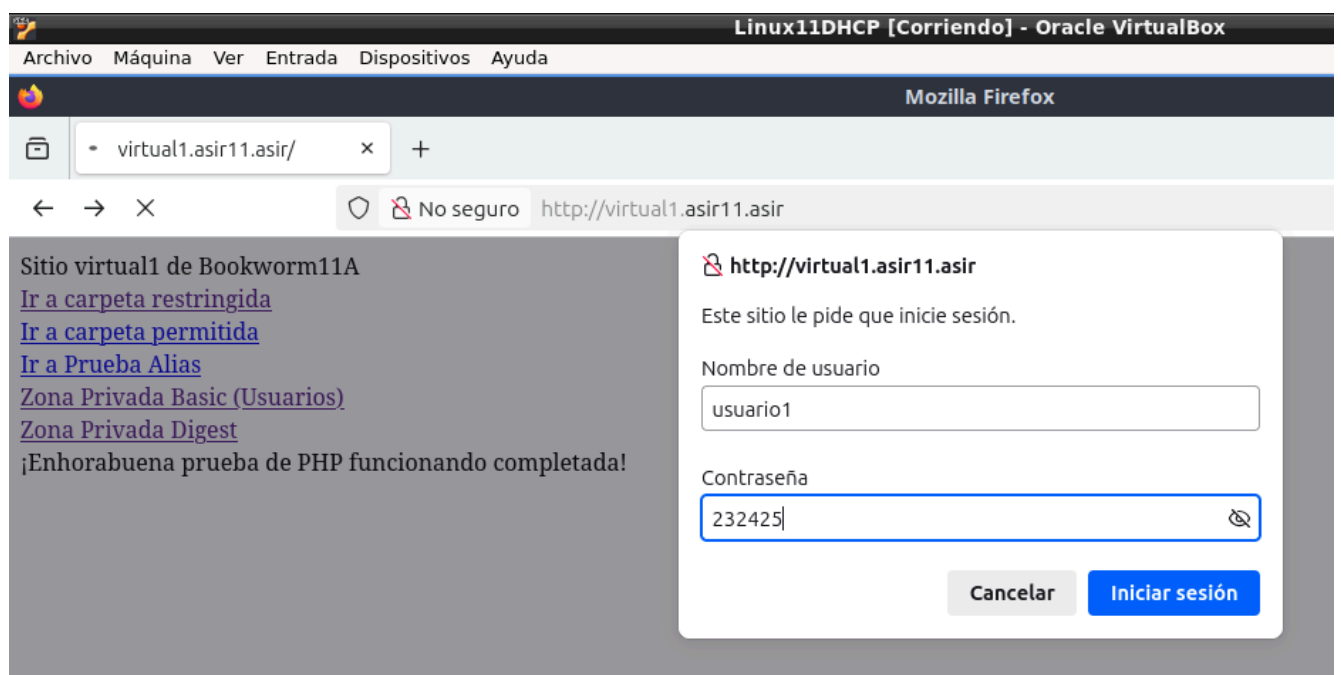 Linux11DHCP [Corriendo] - Oracle VirtualBox
Archivo Máquina Ver Entrada Dispositivos Ayuda
Mozilla Firefox
virtual1.asir11.asir/
No seguro http://virtual1.asir11.asir
Sitio virtual1 de Bookworm11A
Ir a carpeta restringida
Ir a carpeta permitida
Ir a Prueba Alias
Zona Privada Basic (Usuarios)
Zona Privada Digest
¡Enhorabuena prueba de PHP funcionando completada!
http://virtual1.asir11.asir
Este sitio le pide que inicie sesión.
Nombre de usuario
usuario1
Contraseña
232425
Cancelar Iniciar sesión